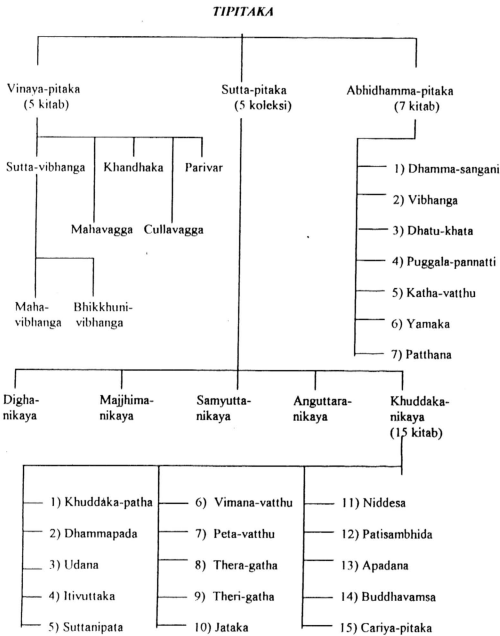 TIPITAKA
Vinaya-pitaka
(5 kitab)
Sutta-pitaka
(5 koleksi)
Abhidhamma-pitaka
(7 kitab)
Sutta-vibhanga
Khandhaka
Parivar
Mahavagga
Cullavagga
Maha-
vibhanga
Bhikkhuni-
vibhanga
1) Dhamma-sangani
2) Vibhanga
3) Dhatu-khata
4) Puggala-pannatti
5) Katha-vatthu
6) Yamaka
7) Patthana
Digha-
nikaya
Majjhima-
nikaya
Samyutta-
nikaya
Anguttara-
nikaya
Khuddaka-
nikaya
(15 kitab)
1) Khuddaka-patha
2) Dhammapada
3) Udana
4) Itivuttaka
5) Suttanipata
6) Vimana-vatthu
7) Peta-vatthu
8) Thera-gatha
9) Theri-gatha
10) Jataka
11) Niddesa
12) Patisambhida
13) Apadana
14) Buddhavamsa
15) Cariya-pitaka